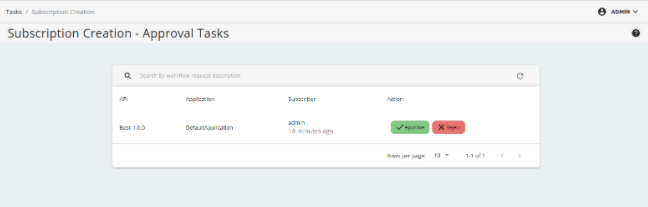 Tasks / Subscription Creation
ADMIN
Subscription Creation - Approval Tasks
Search by workflow request description
API Application Subscriber Action
Best 1.0.0 DefaultApplication admin Approve Reject
18 minutes ago
Rows per page: 10 1-1 of 1